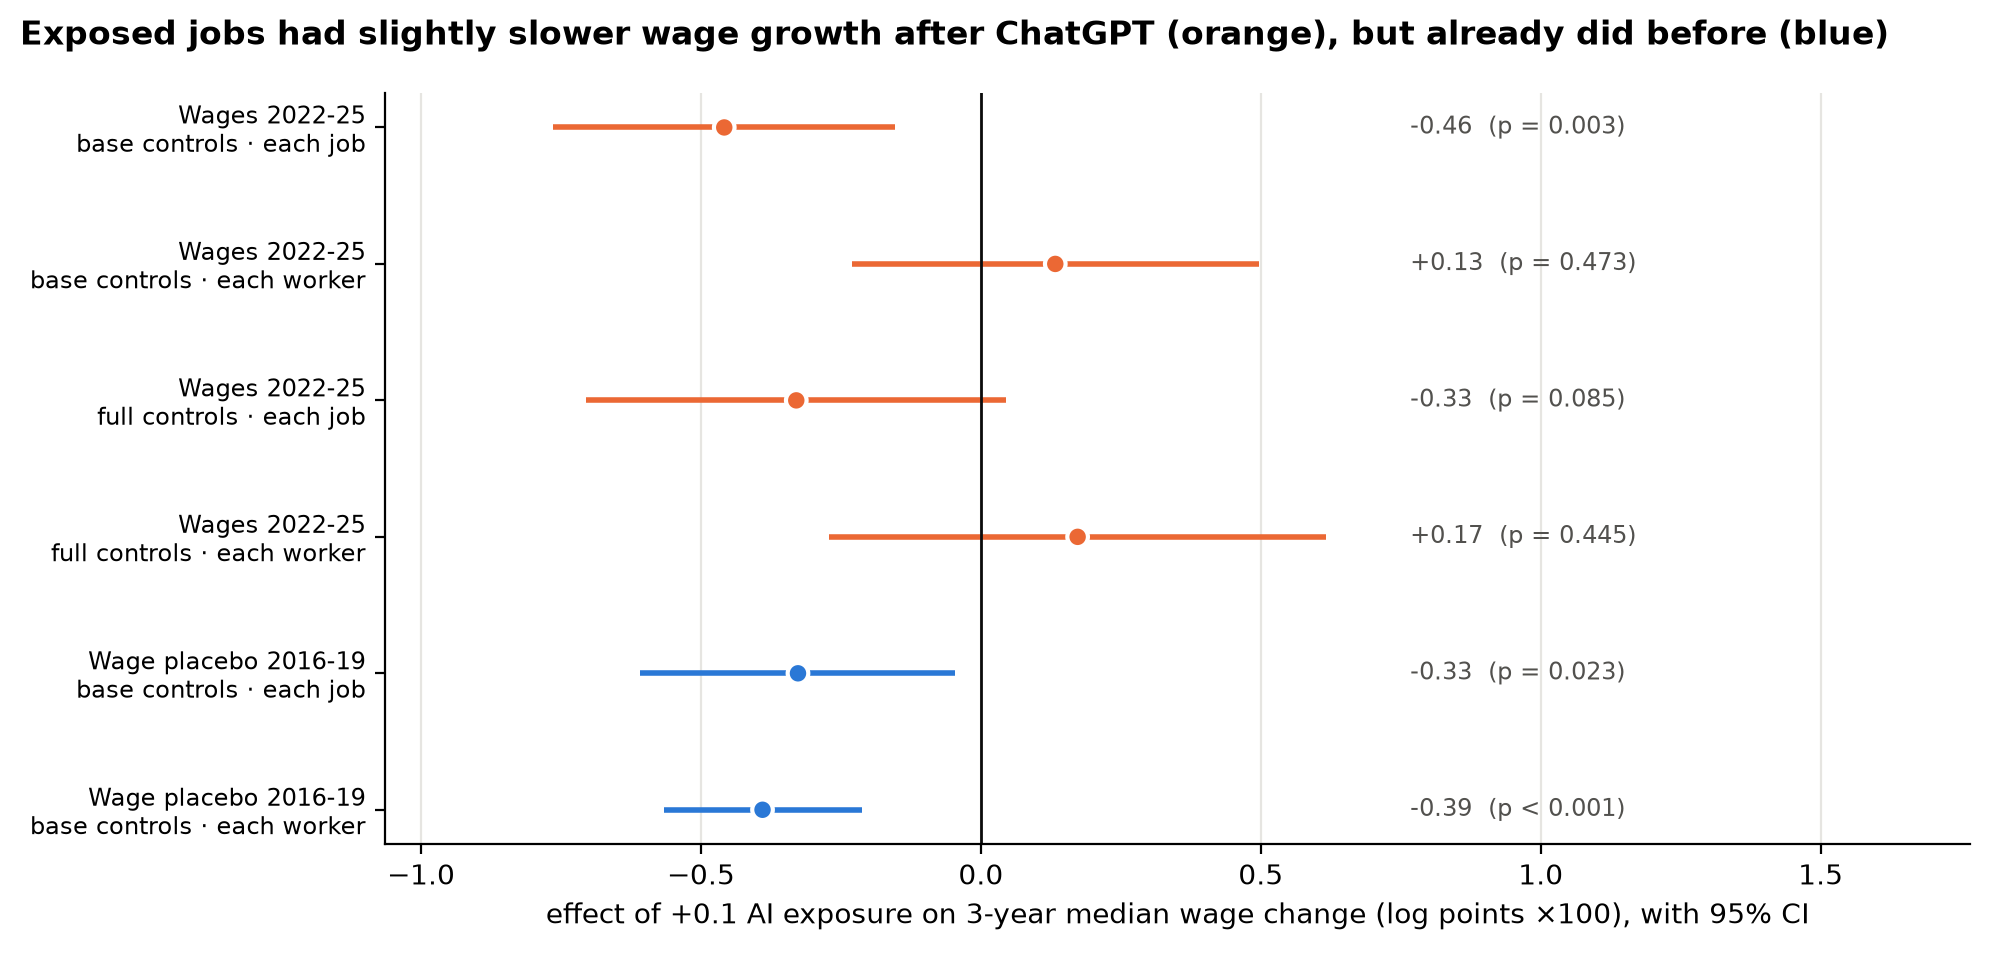 Exposed jobs had slightly slower wage growth after ChatGPT (orange), but already did before (blue)
Wages 2022-25
base controls · each job
-0.46 (p = 0.003)
Wages 2022-25
base controls · each worker
+0.13 (p = 0.473)
Wages 2022-25
full controls · each job
-0.33 (p = 0.085)
Wages 2022-25
full controls · each worker
+0.17 (p = 0.445)
Wage placebo 2016-19
base controls · each job
-0.33 (p = 0.023)
Wage placebo 2016-19
base controls · each worker
-0.39 (p < 0.001)
−1.0 −0.5 0.0 0.5 1.0 1.5
effect of +0.1 AI exposure on 3-year median wage change (log points ×100), with 95% CI